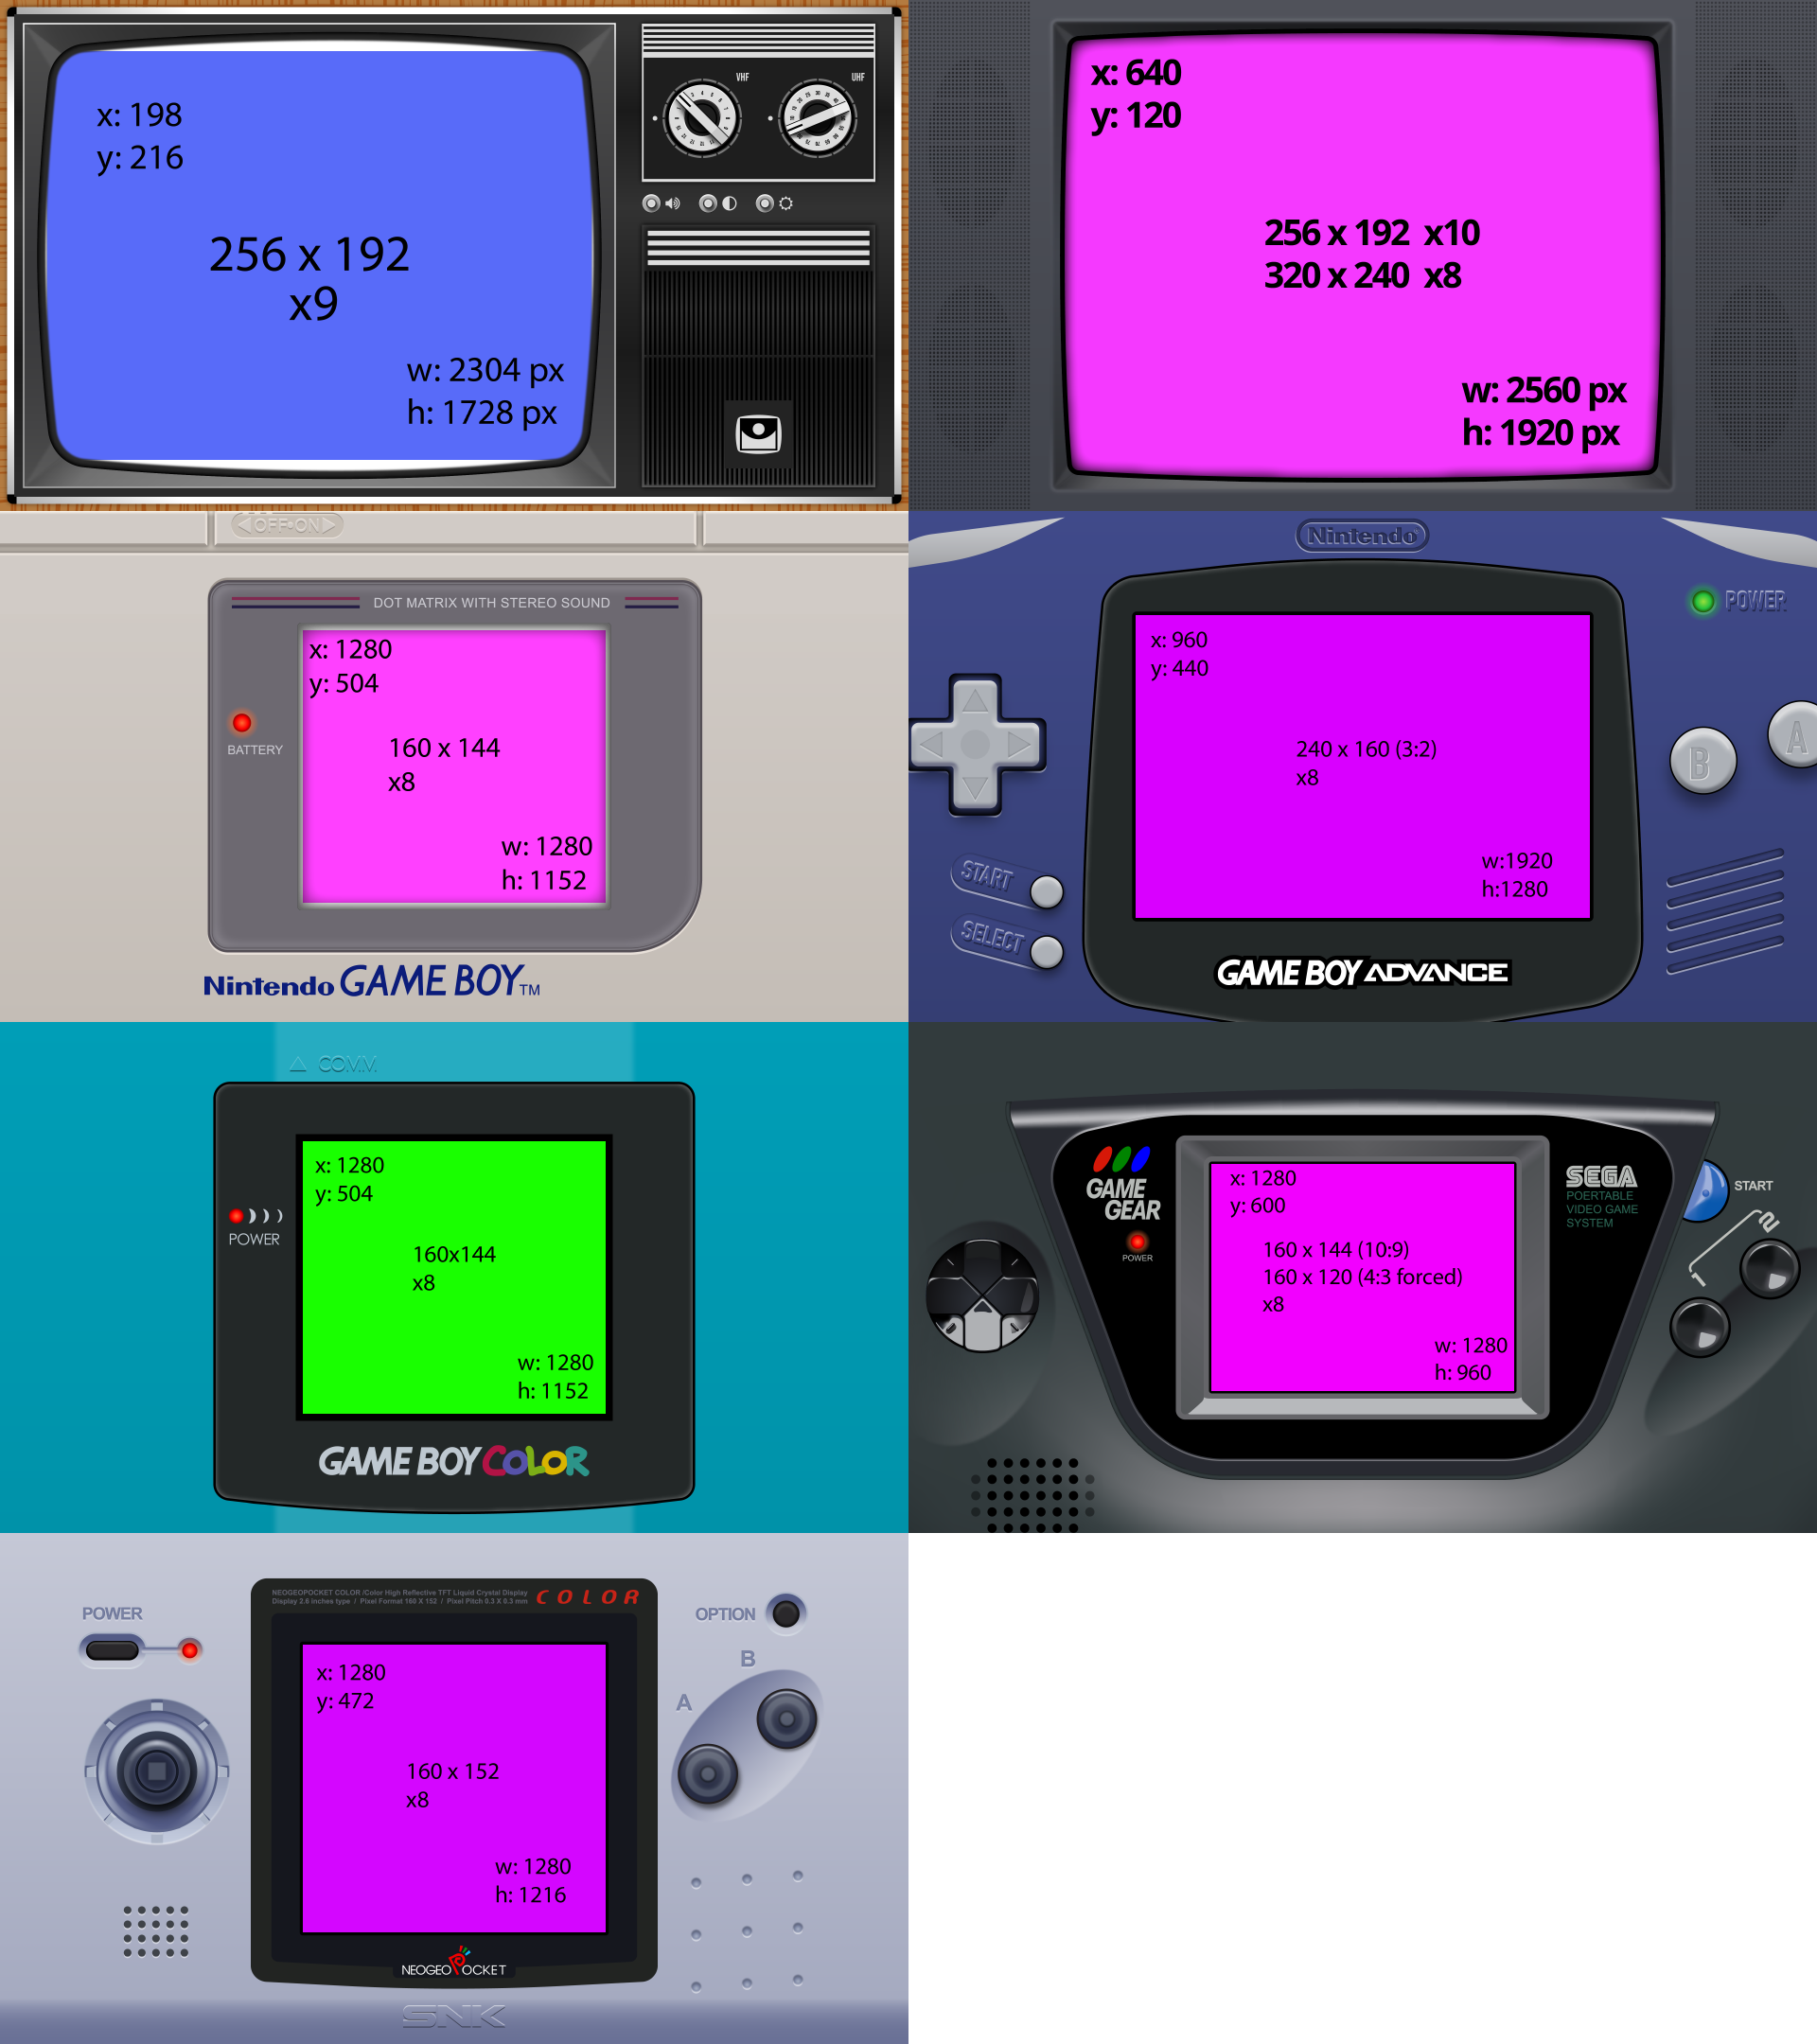 VHF
UHF
x: 198
y: 216
256 x 192
x9
w: 2304 px
h: 1728 px
x: 640
y: 120
256 x 192 x10
320 x 240 x8
w: 2560 px
h: 1920 px
OFF•ON
DOT MATRIX WITH STEREO SOUND
x: 1280
y: 504
BATTERY
160 x 144
x8
w: 1280
h: 1152
Nintendo GAME BOY TM
Nintendo®
POWER
x: 960
y: 440
240 x 160 (3:2)
x8
A
B
w:1920
h:1280
START
SELECT
GAME BOY ADVANCE
COMM.
x: 1280
y: 504
POWER
160x144
x8
w: 1280
h: 1152
GAME BOY COLOR
GAME
GEAR
POWER
x: 1280
y: 600
160 x 144 (10:9)
160 x 120 (4:3 forced)
x8
w: 1280
h: 960
SEGA
POERTABLE
VIDEO GAME
SYSTEM
START
2
1
NEOGEOPOCKET COLOR /Color High Reflective TFT Liquid Crystal Display
Display 2.6 inches type / Pixel Format 160 X 152 / Pixel Pitch 0.3 X 0.3 mm
COLOR
POWER
OPTION
B
A
x: 1280
y: 472
160 x 152
x8
w: 1280
h: 1216
NEOGEO POCKET
SNK